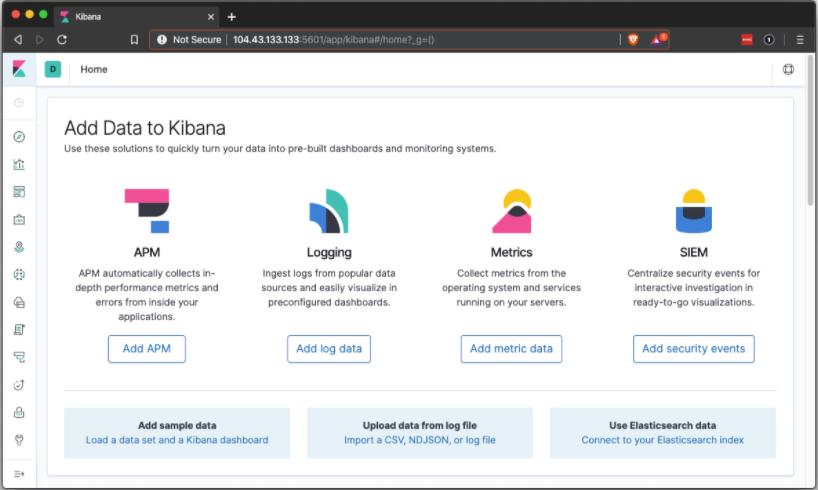 Kibana
Not Secure
104.43.133.133:5601/app/kibana#/home?_g=()
1
D
Home
Add Data to Kibana
Use these solutions to quickly turn your data into pre-built dashboards and monitoring systems.
APM
APM automatically collects in-
depth performance metrics and
errors from inside your
applications.
Add APM
Logging
Ingest logs from popular data
sources and easily visualize in
preconfigured dashboards.
Add log data
Metrics
Collect metrics from the
operating system and services
running on your servers.
Add metric data
SIEM
Centralize security events for
interactive investigation in
ready-to-go visualizations.
Add security events
Add sample data
Load a data set and a Kibana dashboard
Upload data from log file
Import a CSV, NDJSON, or log file
Use Elasticsearch data
Connect to your Elasticsearch index